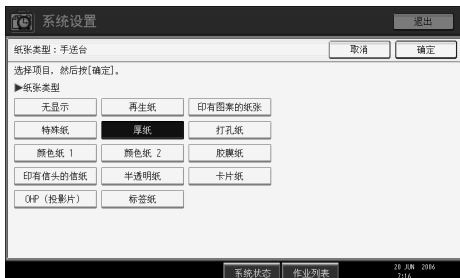 系统设置
退出
纸张类型：手送台
取消
确定
选择项目，然后按[确定]。
▶纸张类型
无显示
再生纸
印有图案的纸张
特殊纸
厚纸
打孔纸
颜色纸 1
颜色纸 2
胶膜纸
印有信头的信纸
半透明纸
卡片纸
OHP（投影片）
标签纸
系统状态
作业列表
20 JUN 2006
7:16